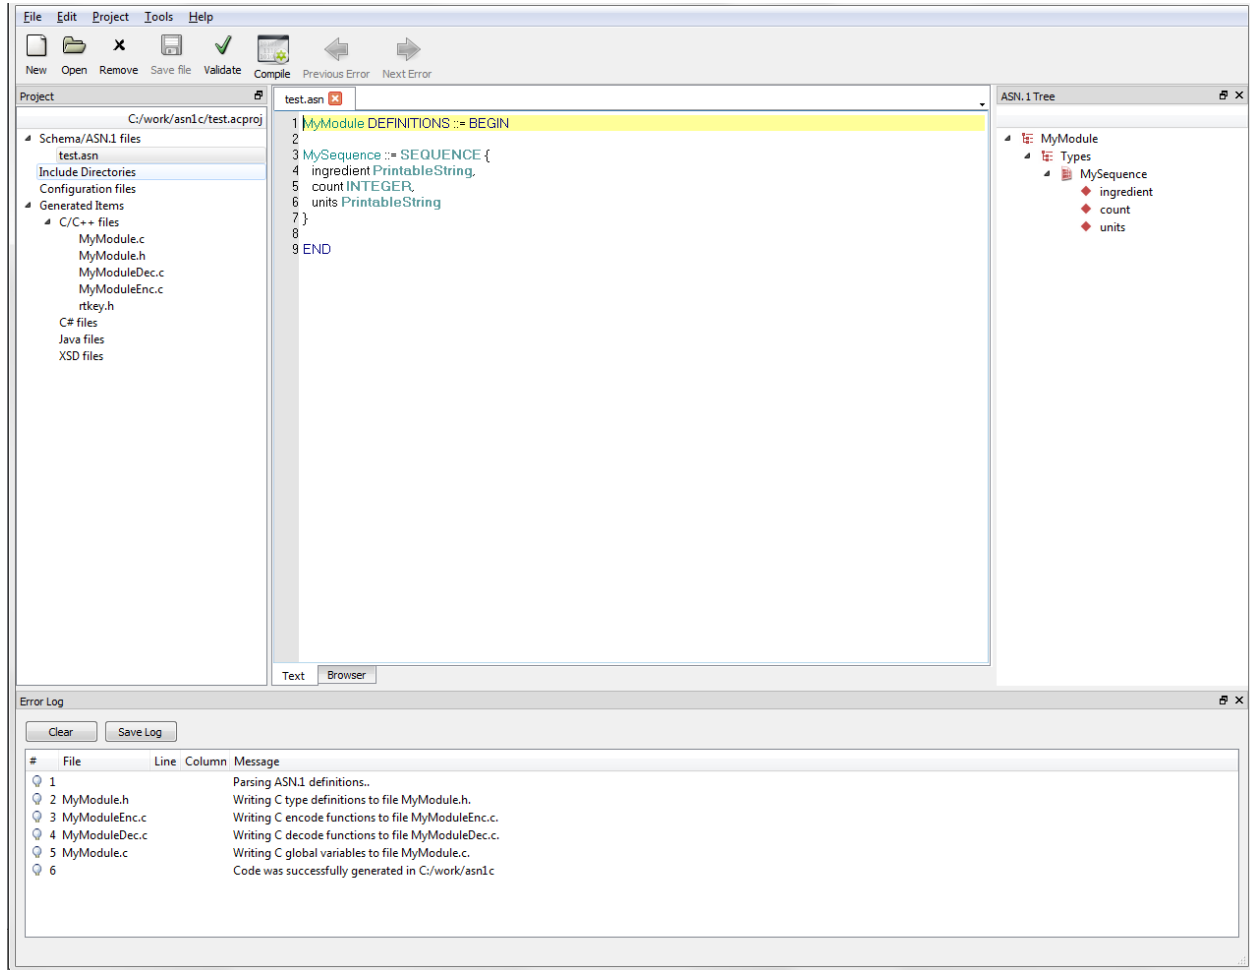 File Edit Project Tools Help
New Open Remove Save file Validate Compile Previous Error Next Error
Project
C:/work/asn1c/test.acproj
Schema/ASN.1 files
test.asn
Include Directories
Configuration files
Generated Items
C/C++ files
MyModule.c
MyModule.h
MyModuleDec.c
MyModuleEnc.c
rtkey.h
C# files
Java files
XSD files
test.asn
1 MyModule DEFINITIONS ::= BEGIN
2
3 MySequence ::= SEQUENCE {
4 ingredient PrintableString,
5 count INTEGER,
6 units PrintableString
7 }
8
9 END
Text Browser
ASN.1 Tree
MyModule
Types
MySequence
ingredient
count
units
Error Log
Clear Save Log
# File Line Column Message
1 Parsing ASN.1 definitions..
2 MyModule.h Writing C type definitions to file MyModule.h.
3 MyModuleEnc.c Writing C encode functions to file MyModuleEnc.c.
4 MyModuleDec.c Writing C decode functions to file MyModuleDec.c.
5 MyModule.c Writing C global variables to file MyModule.c.
6 Code was successfully generated in C:/work/asn1c